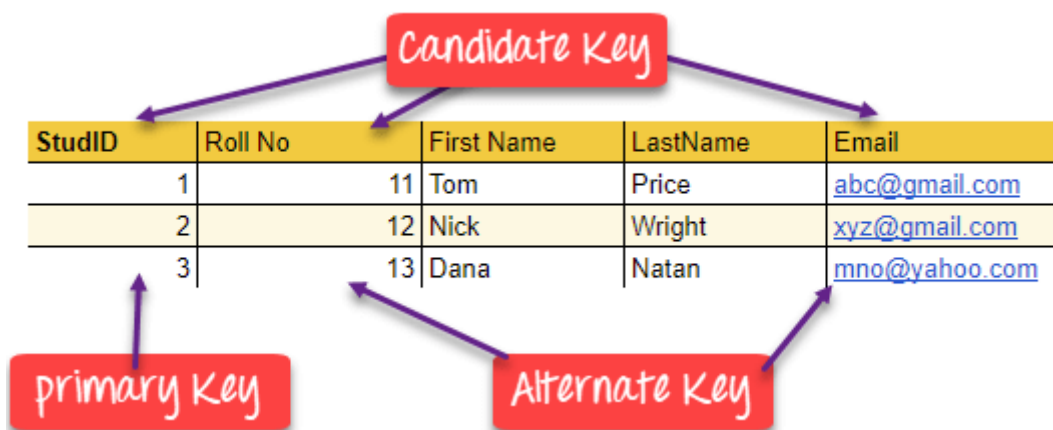 Candidate Key
StudID Roll No First Name LastName Email
1 11 Tom Price abc@gmail.com
2 12 Nick Wright xyz@gmail.com
3 13 Dana Natan mno@yahoo.com
primary Key Alternate Key